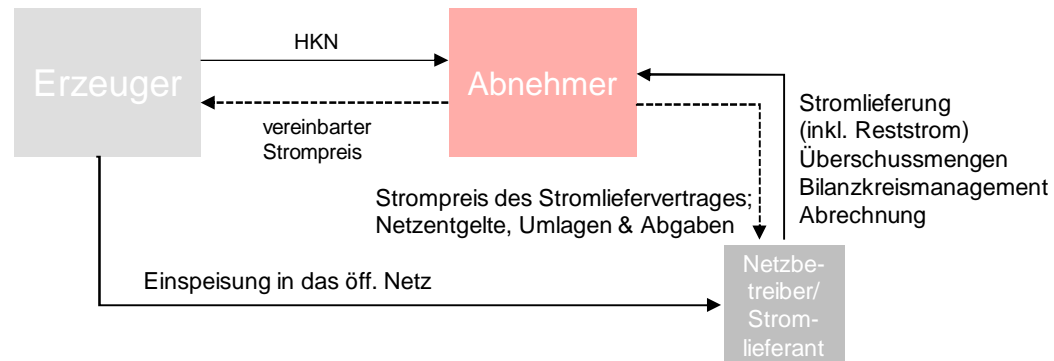 HKN
Erzeuger
Abnehmer
vereinbarter
Strompreis
Stromlieferung
(inkl. Reststrom)
Überschussmengen
Bilanzkreismanagement
Abrechnung
Strompreis des Stromliefervertrages;
Netzentgelte, Umlagen & Abgaben
Einspeisung in das öff. Netz
Netzbe-
treiber/
Strom-
lieferant